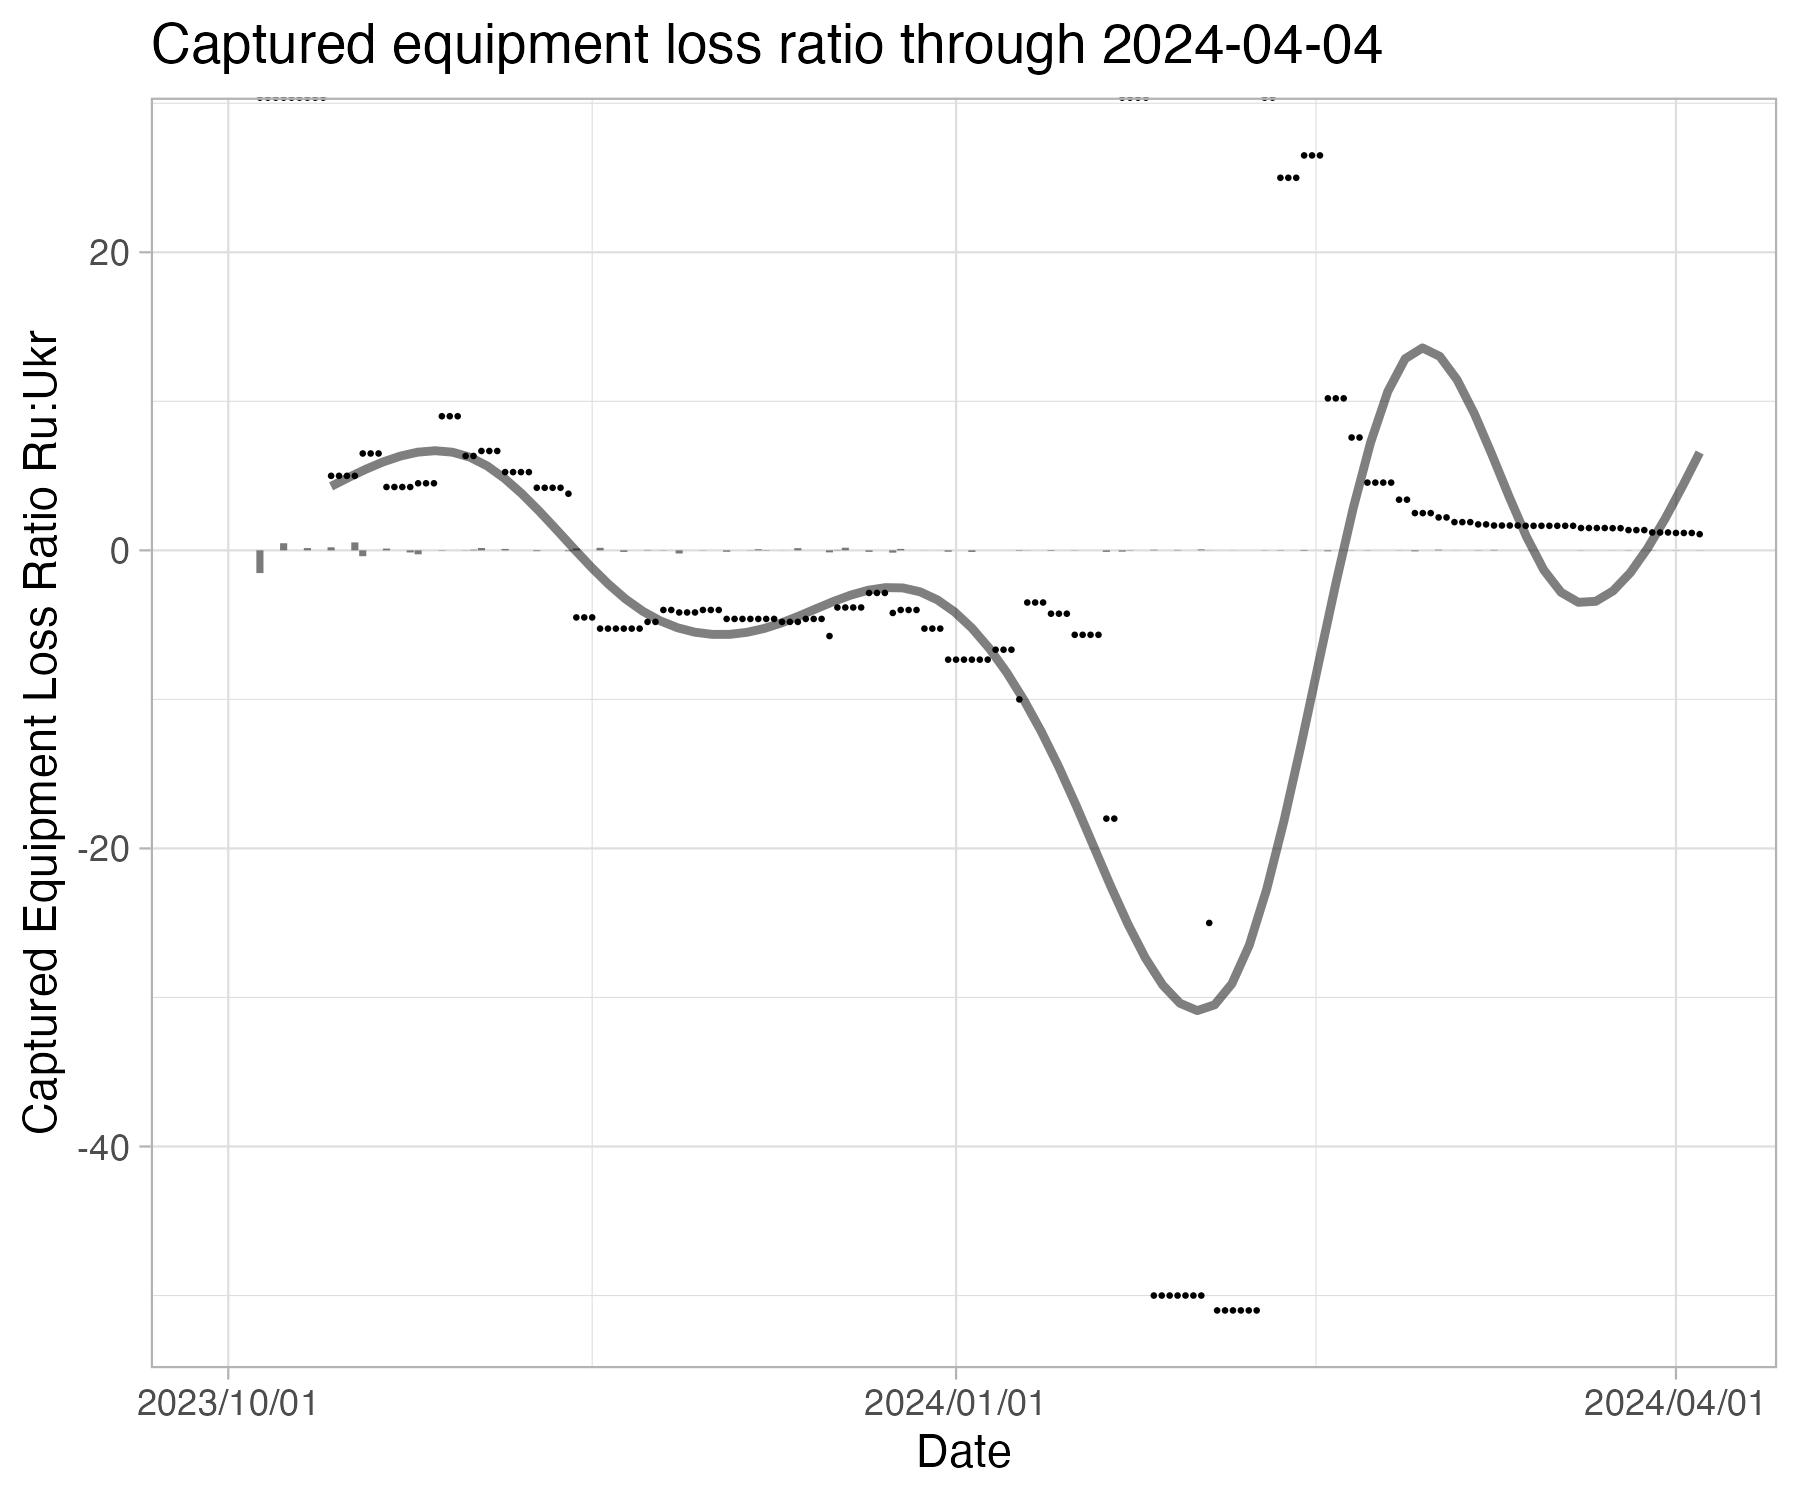 Captured equipment loss ratio through 2024-04-04
Captured Equipment Loss Ratio Ru:Ukr
20
0
-20
-40
2023/10/01
2024/01/01
2024/04/01
Date